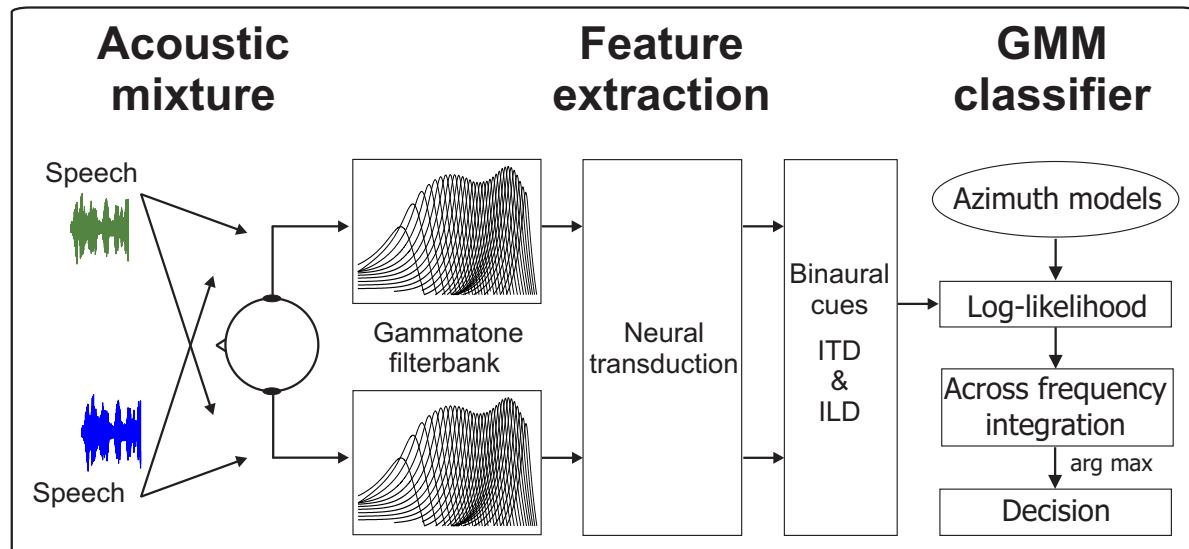 Acoustic
mixture
Feature
extraction
GMM
classifier
Speech
Speech
Gammatone
filterbank
Neural
transduction
Binaural
cues
ITD
&
ILD
Azimuth models
Log-likelihood
Across frequency
integration
arg max
Decision